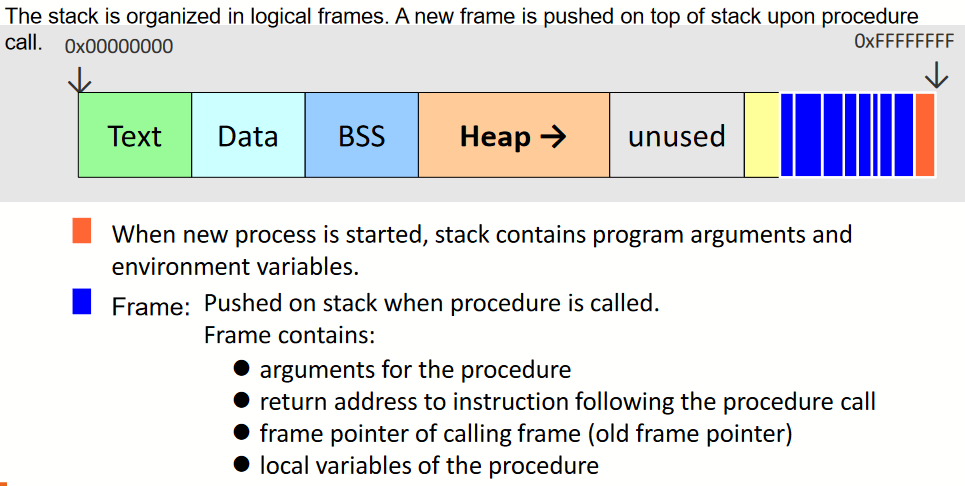 The stack is organized in logical frames. A new frame is pushed on top of stack upon procedure
call.
0x00000000
0xFFFFFFFF
Text
Data
BSS
Heap →
unused
When new process is started, stack contains program arguments and
environment variables.
Frame: Pushed on stack when procedure is called.
Frame contains:
● arguments for the procedure
● return address to instruction following the procedure call
● frame pointer of calling frame (old frame pointer)
● local variables of the procedure